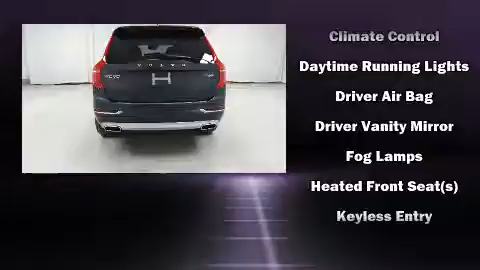 Climate Control
Daytime Running Lights
Driver Air Bag
Driver Vanity Mirror
Fog Lamps
Heated Front Seat(s)
Keyless Entry
VOLVO